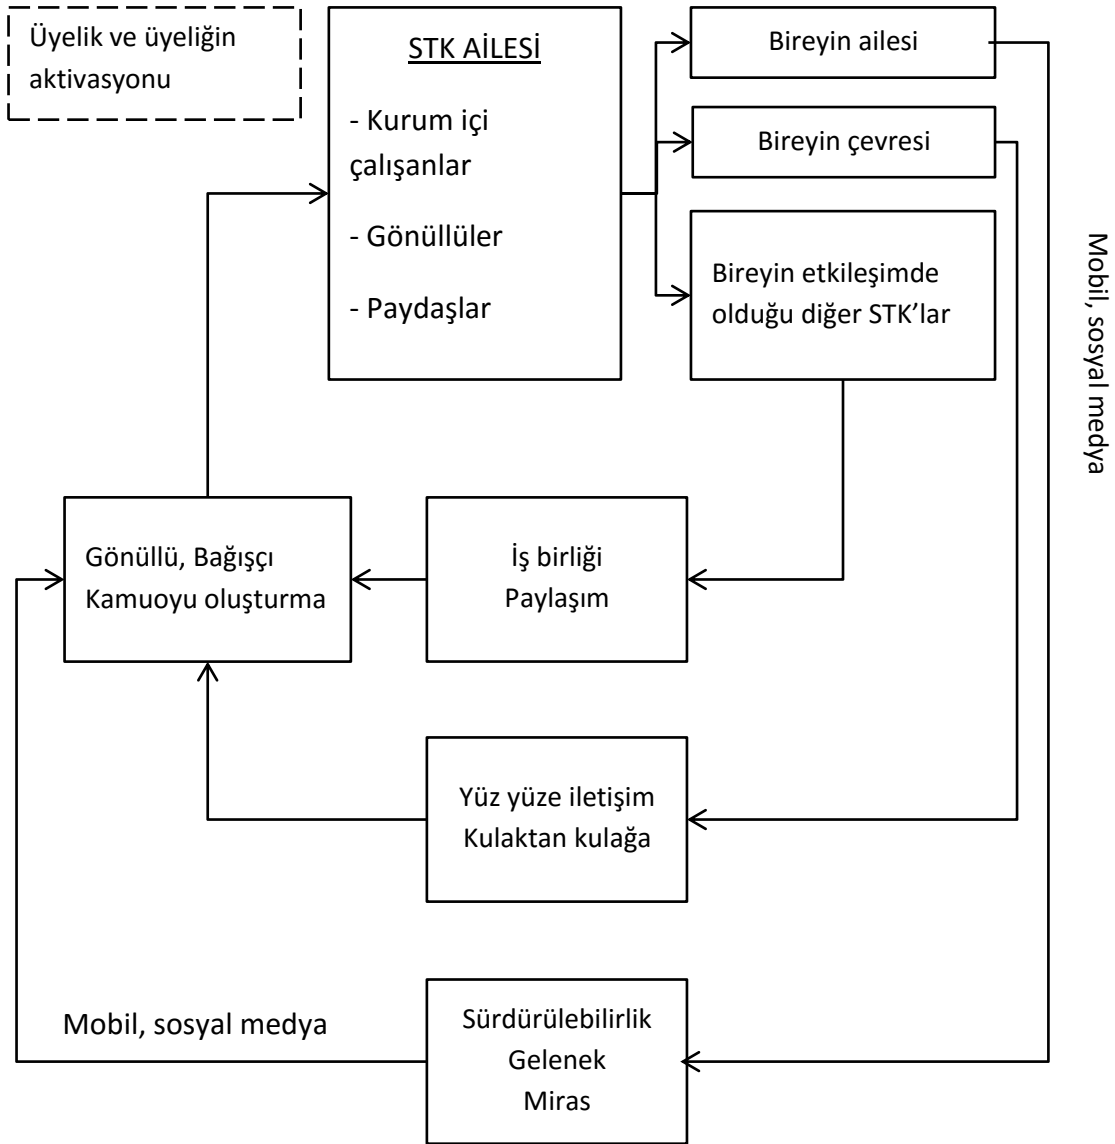 Üyelik ve üyeliğin
aktivasyonu
STK AİLESİ
- Kurum içi
çalışanlar
- Gönüllüler
- Paydaşlar
Bireyin ailesi
Bireyin çevresi
Bireyin etkileşimde
olduğu diğer STK’lar
Mobil, sosyal medya
Gönüllü, Bağışçı
Kamuoyu oluşturma
İş birliği
Paylaşım
Yüz yüze iletişim
Kulaktan kulağa
Mobil, sosyal medya
Sürdürülebilirlik
Gelenek
Miras